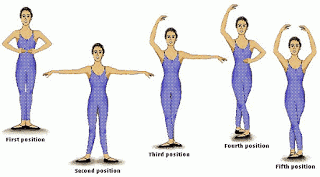 First position
Second position
Third position
Fourth position
Fifth position